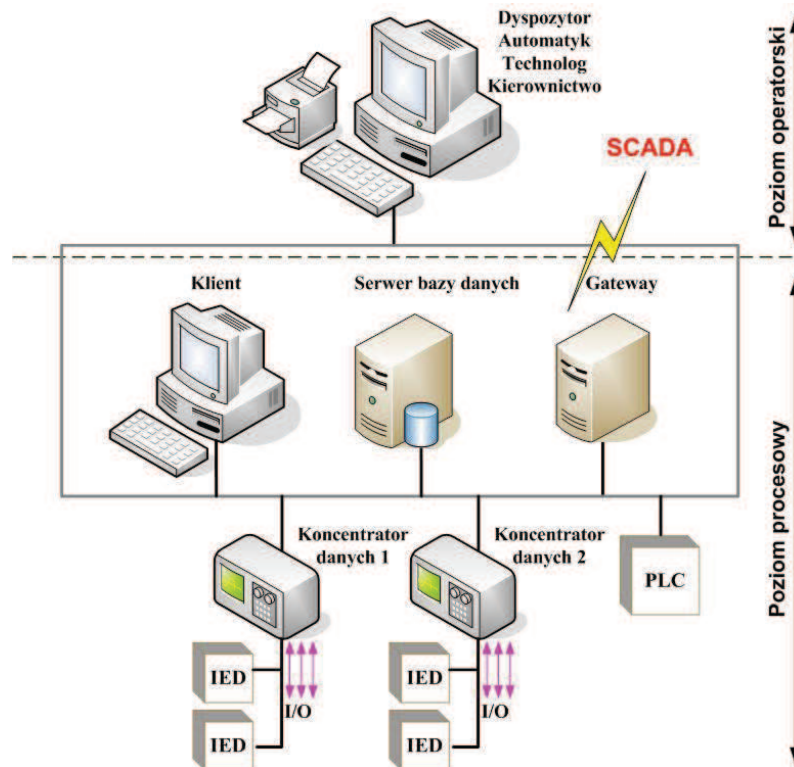 Dyspozytor
Automatyk
Technolog
Kierownictwo
SCADA
Poziom operatorski
Klient
Serwer bazy danych
Gateway
Poziom procesowy
Koncentrator
danych 1
Koncentrator
danych 2
PLC
IED
I/O
IED
IED
I/O
IED